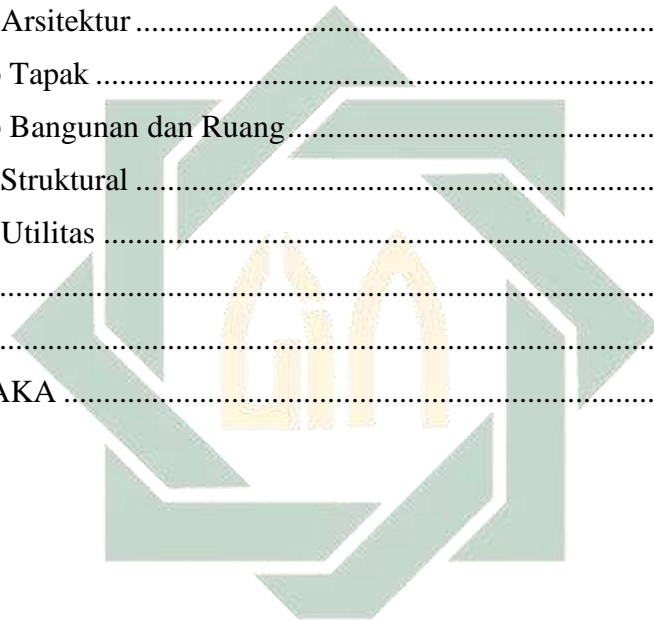 Arsitektur ..........................................................................
Tapak ................................................................................
Bangunan dan Ruang........................................................
Struktural ..........................................................................
Utilitas ...............................................................................
..........................................................................................
..........................................................................................
AKA ....................................................................................